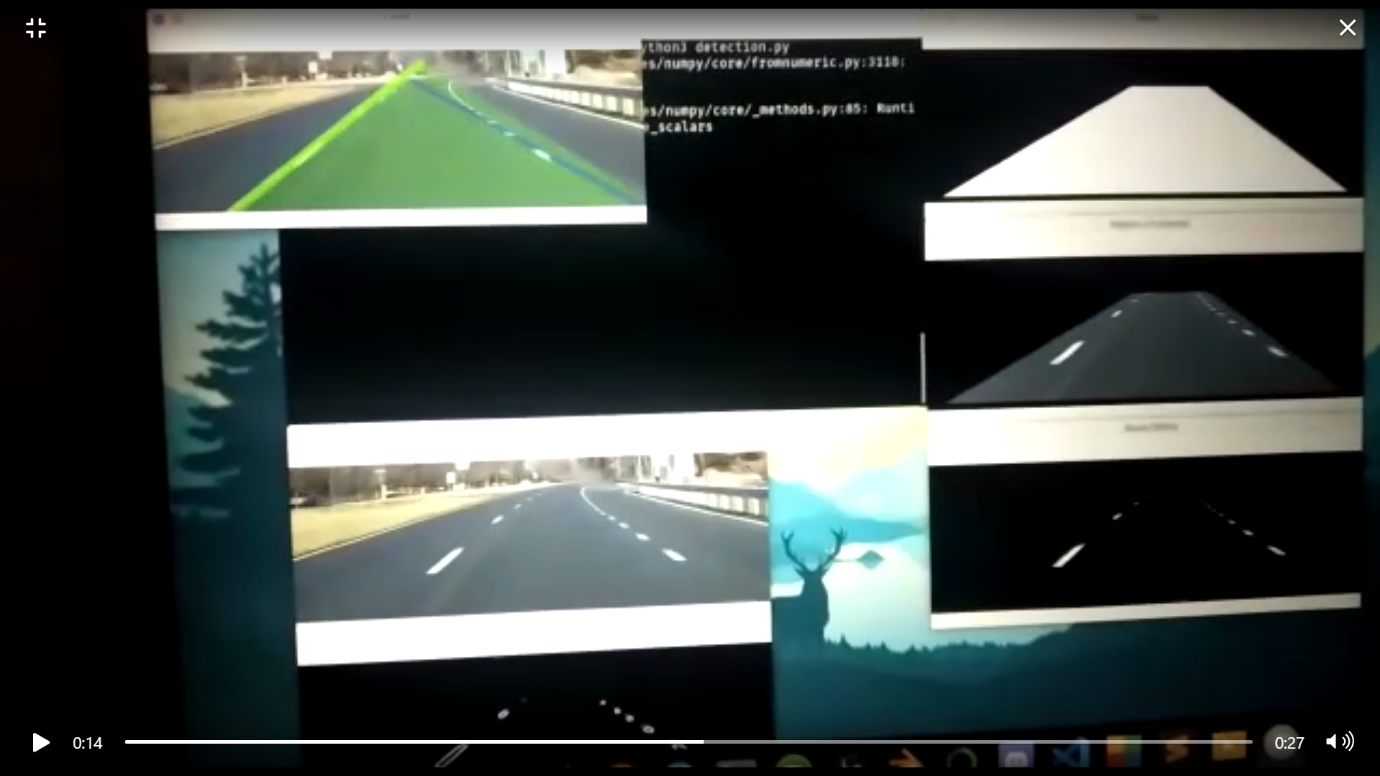 ython3 detection.py
es/numpy/core/fromnumeric.py:3118:
es/numpy/core/_methods.py:85: Runti
e_scalars
0:14
0:27